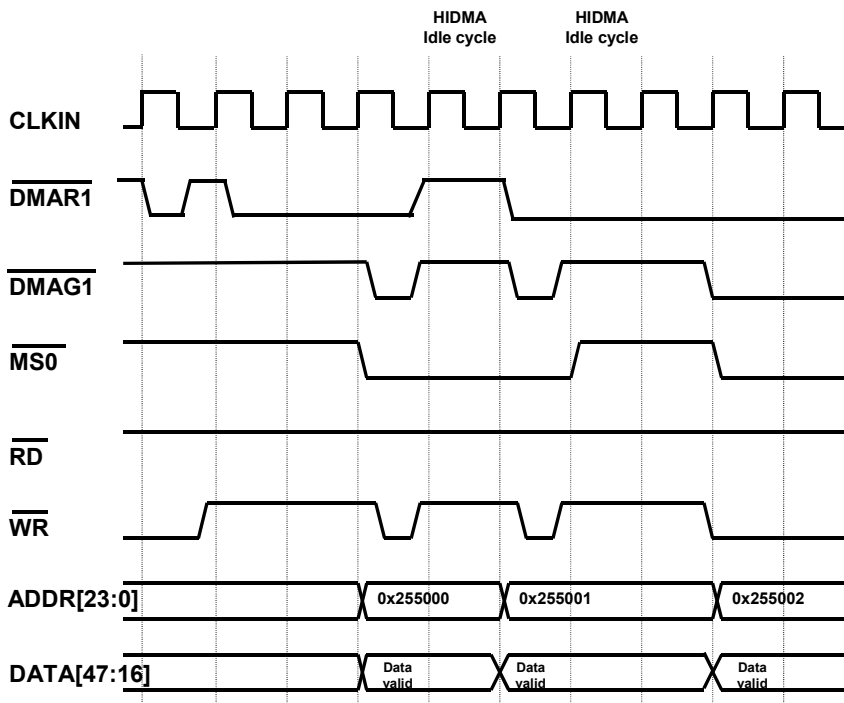 HIDMA HIDMA
Idle cycle Idle cycle
CLKIN
DMAR1
DMAG1
MS0
RD
WR
ADDR[23:0] 0x255000 0x255001 0x255002
DATA[47:16] Data valid Data valid Data valid